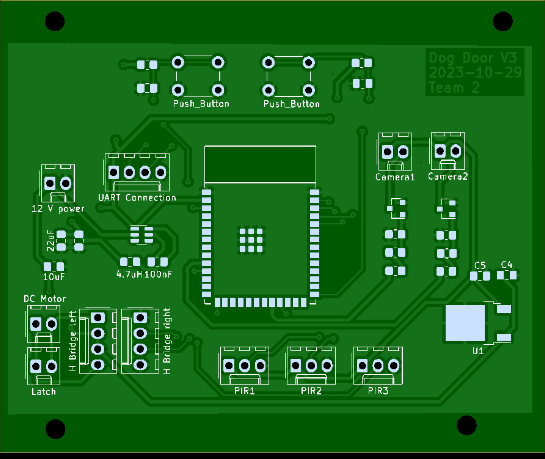 Dog Door V3
2023-10-29
Team 2
Push_Button
Push_Button
Camera1
Camera2
UART Connection
12 V power
22uF
10uF
4.7uH
100nF
C5
C4
DC Motor
H Bridge left
H Bridge right
U1
Latch
PIR1
PIR2
PIR3